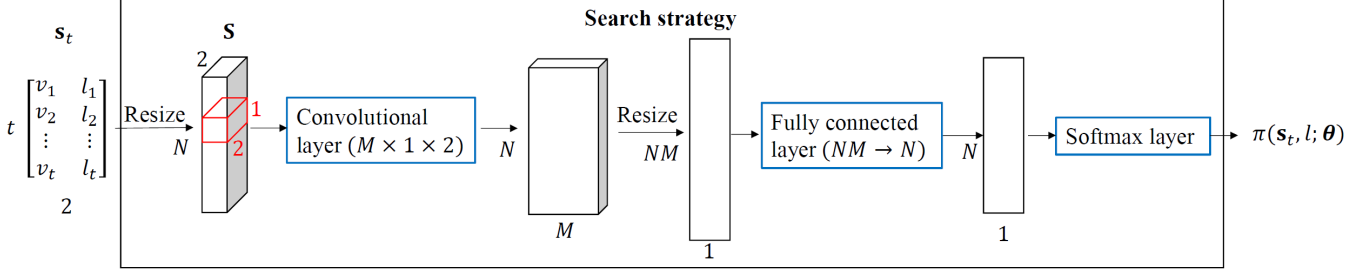 Search strategy
𝐬_t
t
v_1 l_1
v_2 l_2
⋮ ⋮
v_t l_t
2
Resize
𝐒
2
N
1
2
Convolutional
layer (M × 1 × 2)
N
M
Resize
NM
1
Fully connected
layer (NM → N)
N
1
Softmax layer
π(𝐬_t, l; 𝜽)